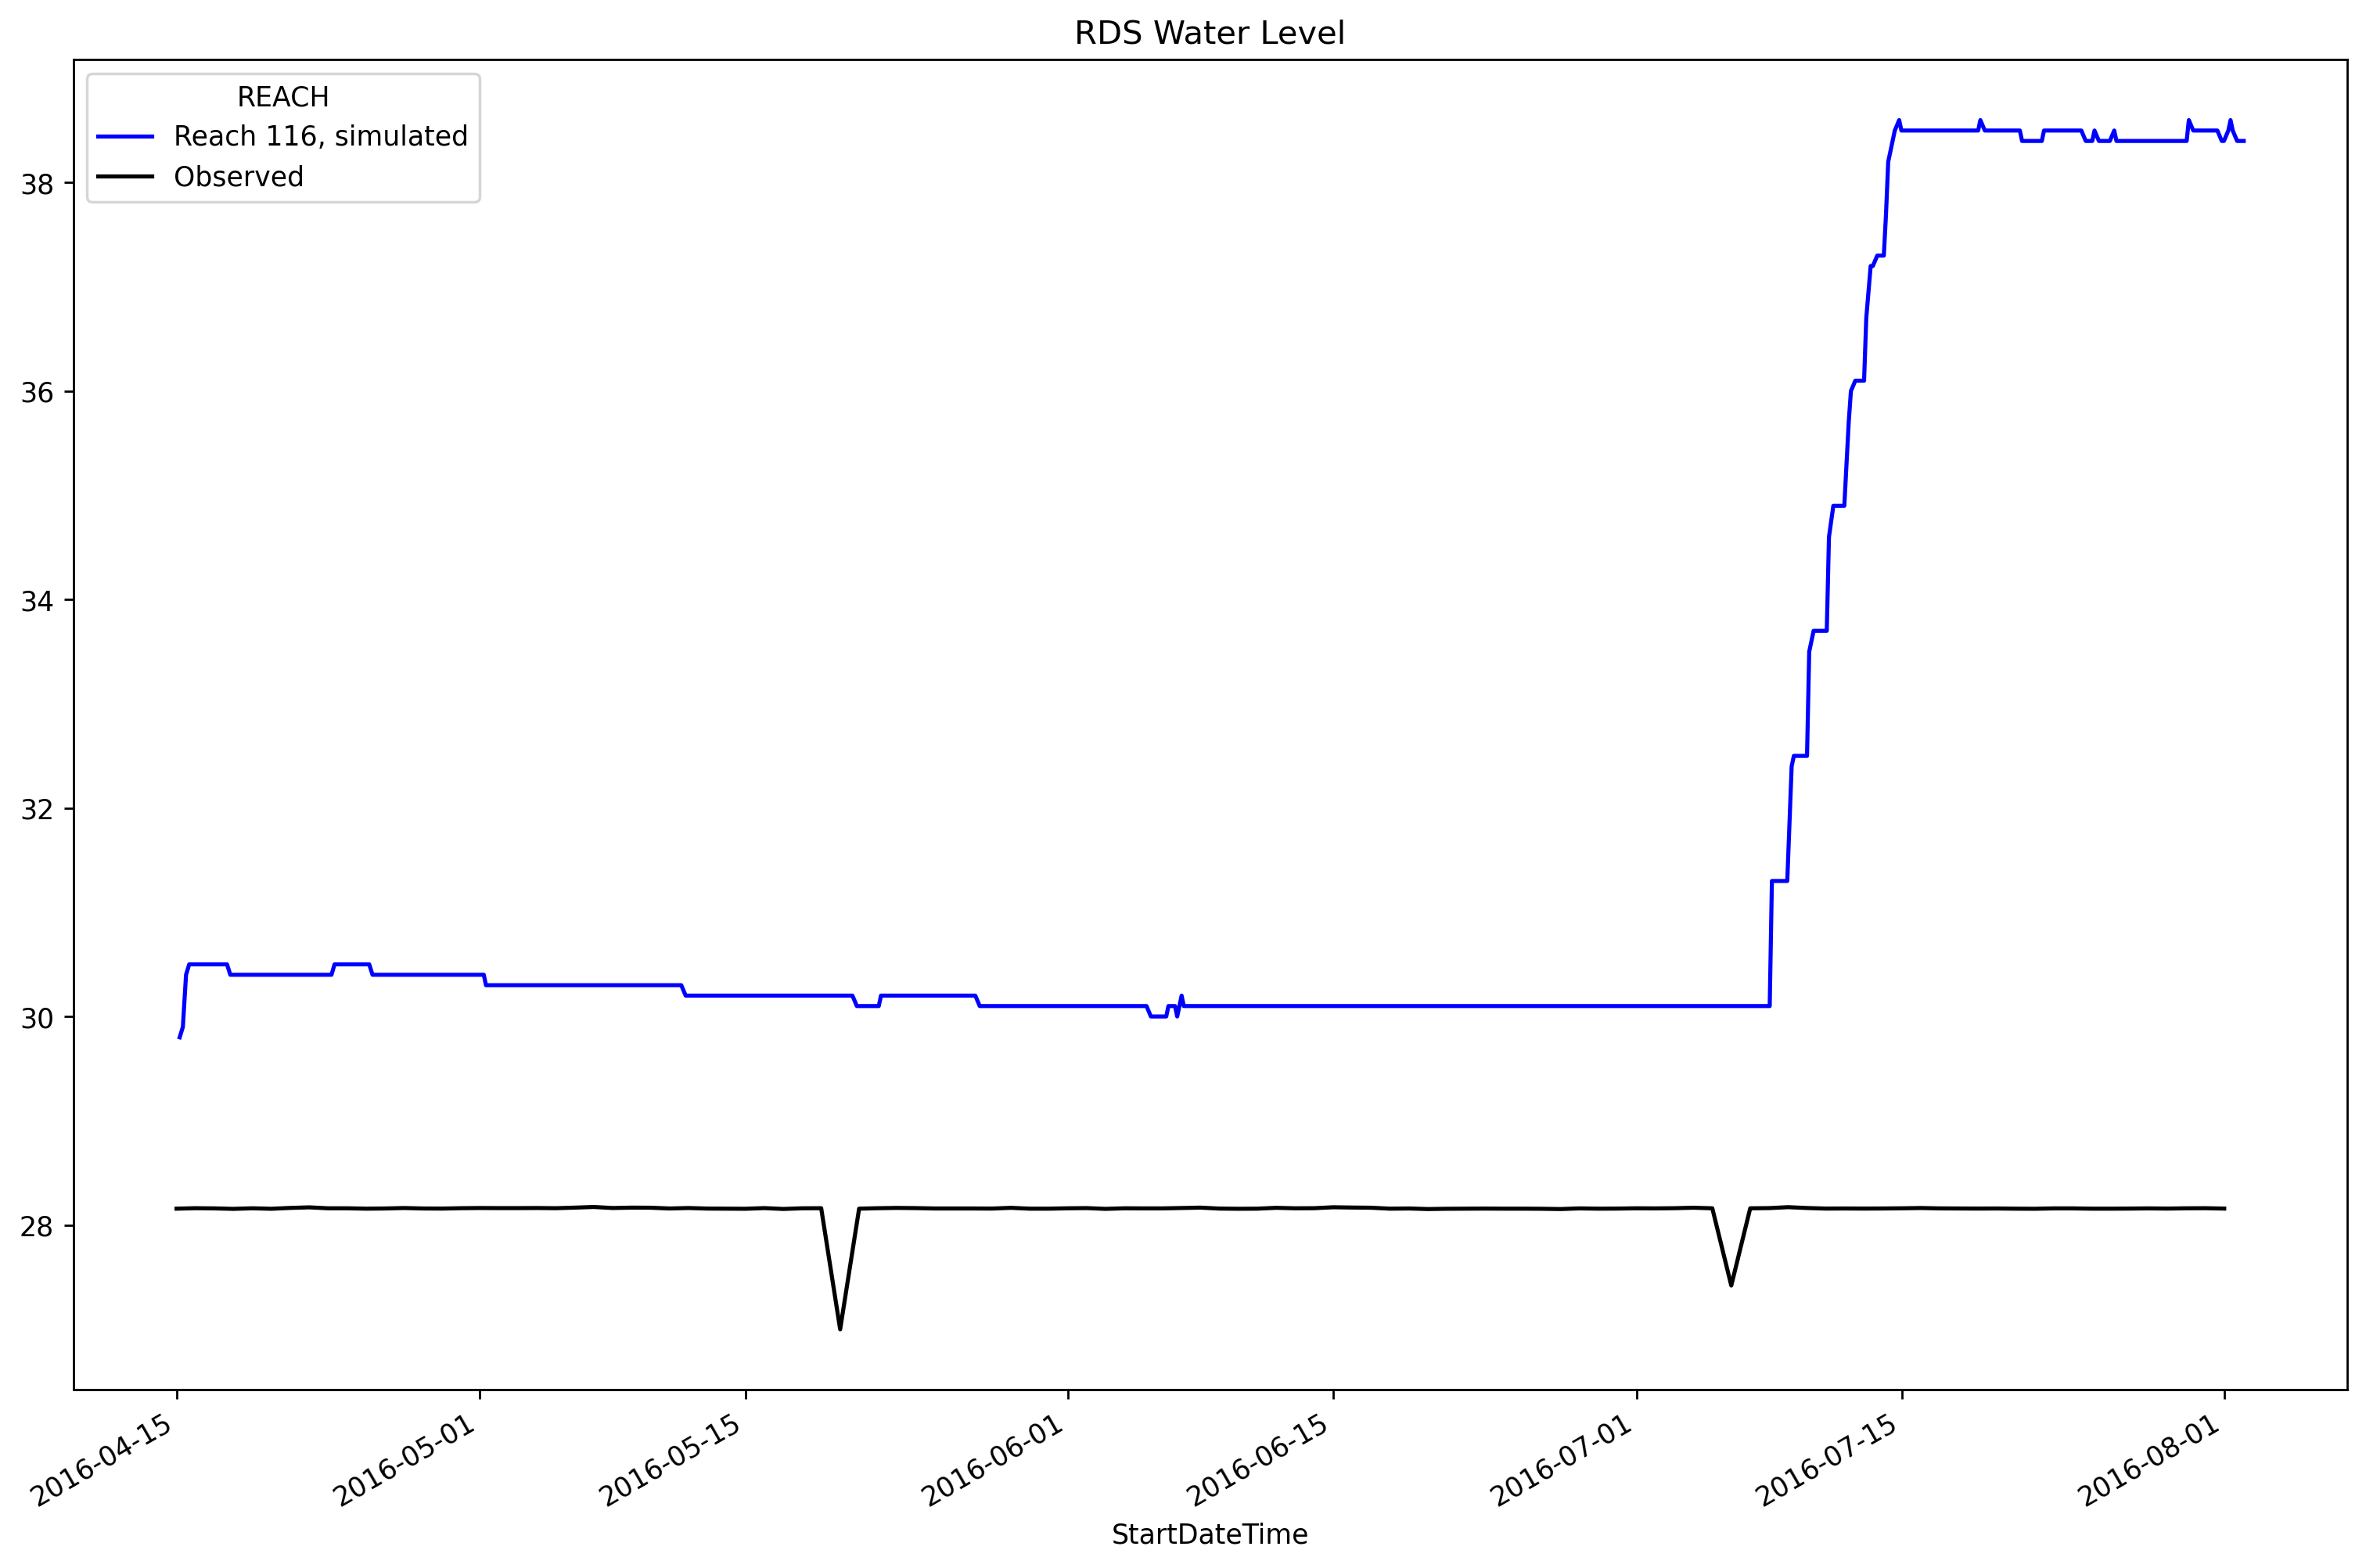 RDS Water Level
REACH
Reach 116, simulated
Observed
38
36
34
32
30
28
2016-04-15
2016-05-01
2016-05-15
2016-06-01
2016-06-15
2016-07-01
2016-07-15
2016-08-01
StartDateTime